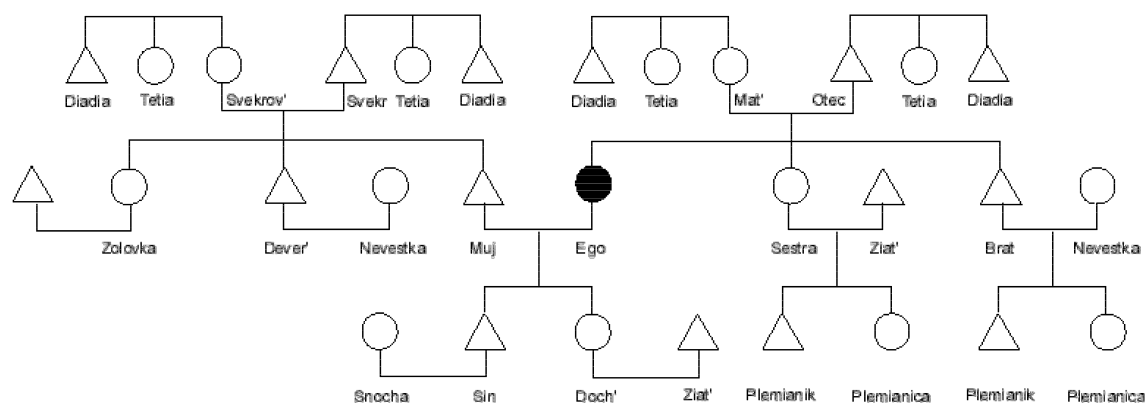 Diadia Tetia Svekrov' Svekr Tetia Diadia Diadia Tetia Mat' Otec Tetia Diadia
Zolovka Dever' Nevestka Muj Ego Sestra Ziat' Brat Nevestka
Snocha Sin Doch' Ziat' Plemianik Plemianica Plemianik Plemianica